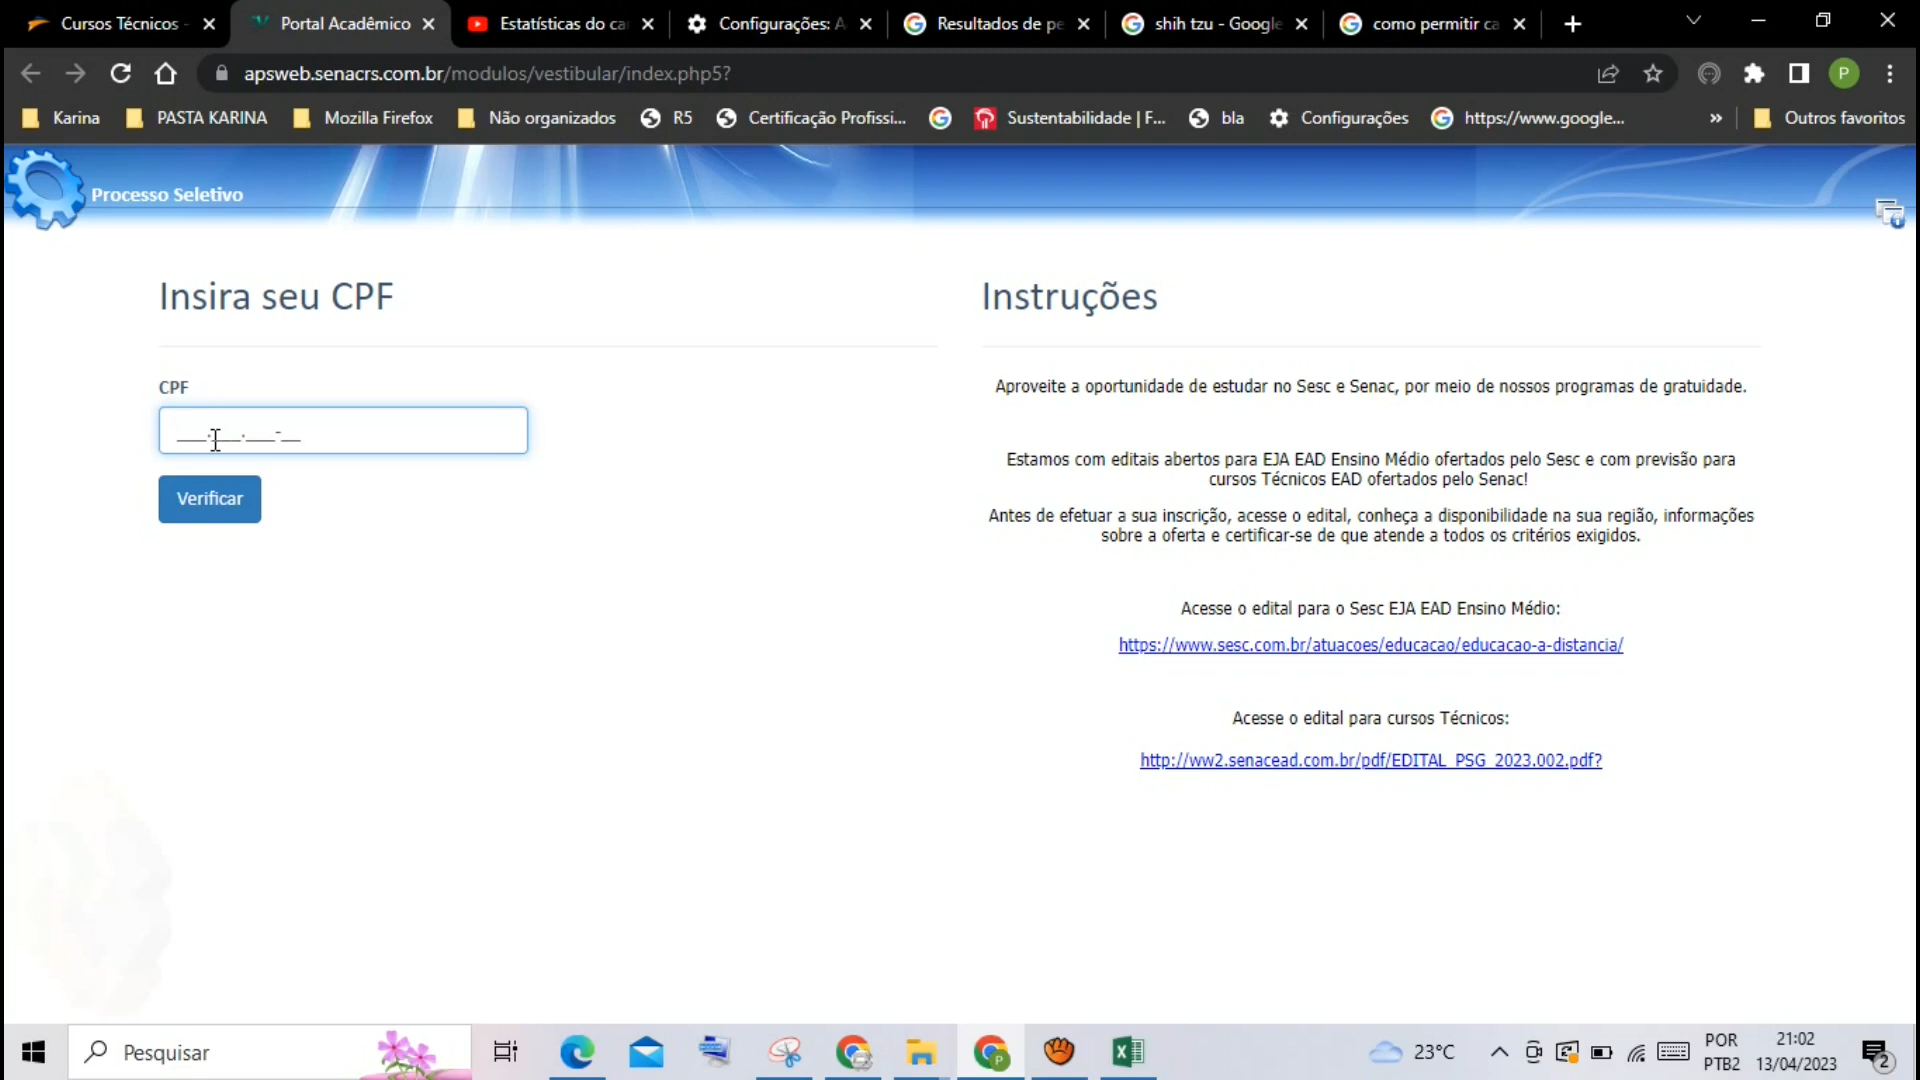 Cursos Técnicos -
Portal Acadêmico
Estatísticas do ca
Configurações: A
Resultados de pe
shih tzu - Google
como permitir ca
apsweb.senacrs.com.br/modulos/vestibular/index.php5?
P
Karina
PASTA KARINA
Mozilla Firefox
Não organizados
R5
Certificação Profissi...
Sustentabilidade | F...
bla
Configurações
https://www.google...
»
Outros favoritos
Processo Seletivo
Insira seu CPF
CPF
___.___.___-__
Verificar
Instruções
Aproveite a oportunidade de estudar no Sesc e Senac, por meio de nossos programas de gratuidade.
Estamos com editais abertos para EJA EAD Ensino Médio ofertados pelo Sesc e com previsão para
cursos Técnicos EAD ofertados pelo Senac!
Antes de efetuar a sua inscrição, acesse o edital, conheça a disponibilidade na sua região, informações
sobre a oferta e certificar-se de que atende a todos os critérios exigidos.
Acesse o edital para o Sesc EJA EAD Ensino Médio:
https://www.sesc.com.br/atuacoes/educacao/educacao-a-distancia/
Acesse o edital para cursos Técnicos:
http://ww2.senacead.com.br/pdf/EDITAL_PSG_2023.002.pdf?
Pesquisar
23°C
POR
PTB2
21:02
13/04/2023
2